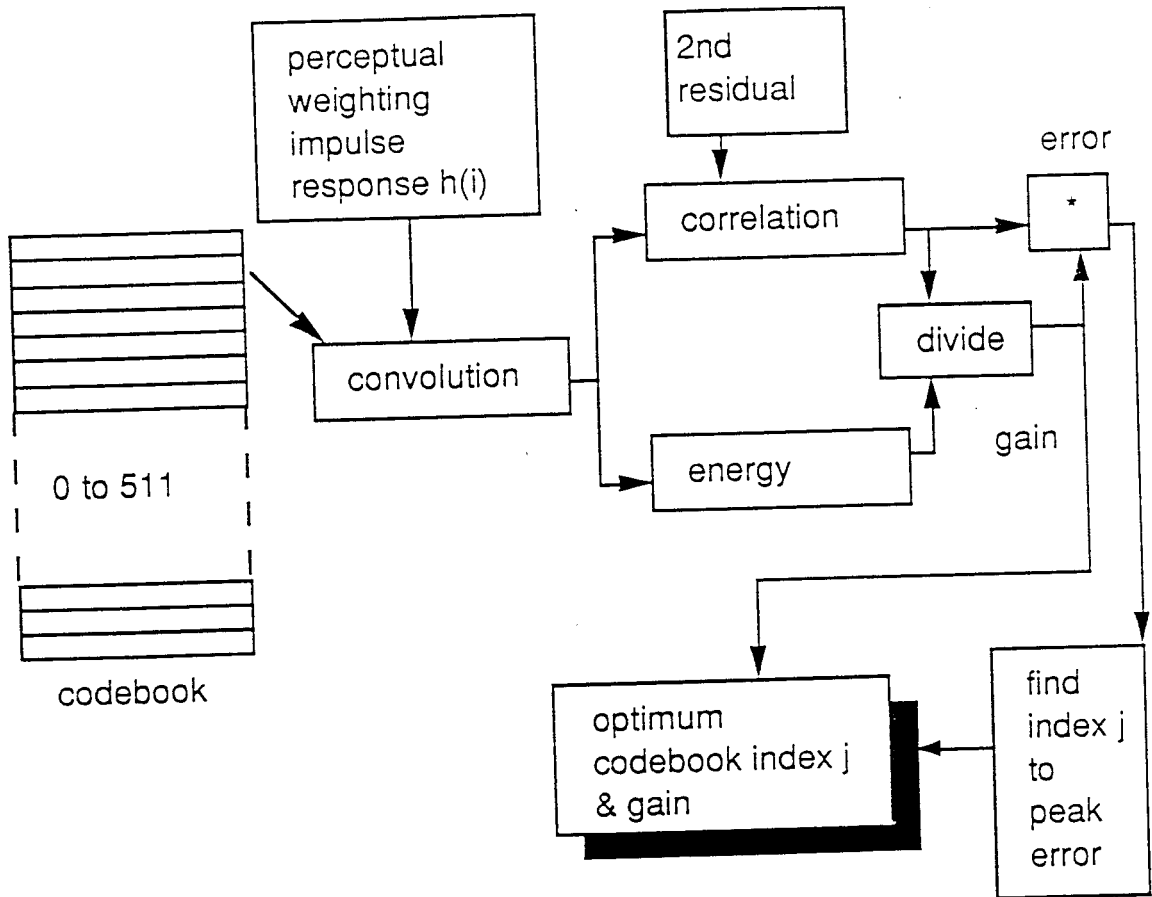 perceptual
weighting
impulse
response h(i)
2nd
residual
error
correlation
*
convolution
divide
gain
energy
0 to 511
codebook
optimum
codebook index j
& gain
find
index j
to
peak
error